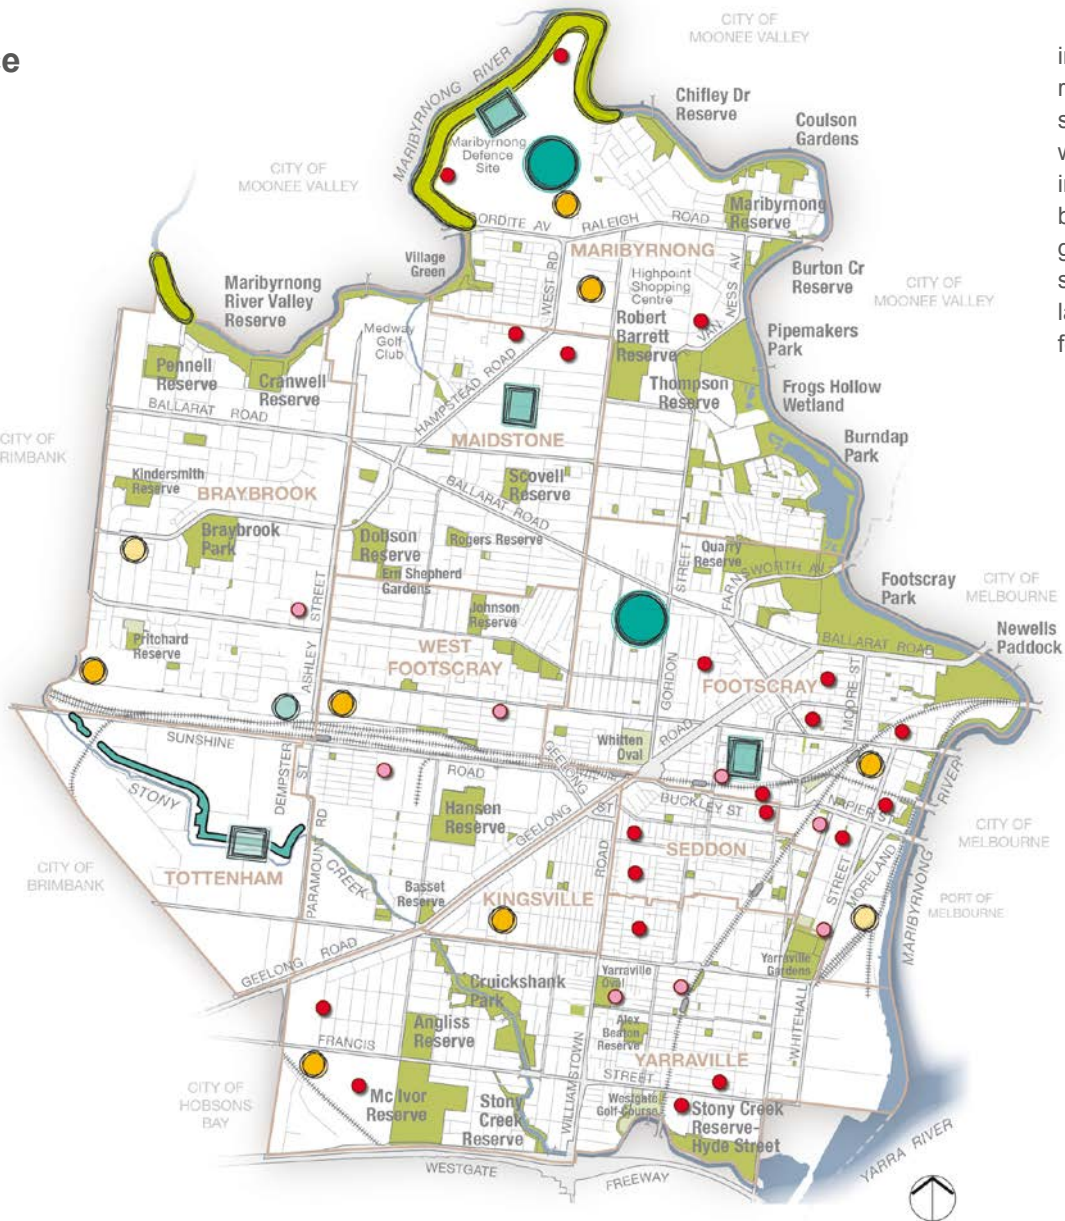 ce
CITY OF
MOONEE VALLEY
MARIBYRNONG RIVER
Chifley Dr
Reserve
Coulson
Gardens
Maribyrnong
Defence
Site
CITY OF
MOONEE VALLEY
Maribyrnong
Reserve
ORDITE AV
RALEIGH
ROAD
MARIBYRNONG
Village
Green
WEST RD
Highpoint
Shopping
Centre
VAN NESS AV
Burton Cr
Reserve
CITY OF
MOONEE VALLEY
Maribyrnong
River Valley
Reserve
Medway
Golf
Club
Robert
Barrett
Reserve
Pipemakers
Park
Pennell
Reserve
Cranwell
Reserve
HAMPSTEAD ROAD
Thompson
Reserve
Frogs Hollow
Wetland
BALLARAT ROAD
MAIDSTONE
Burndap
Park
CITY OF
RIMBANK
Kindersmith
Reserve
BRAYBROOK
Scovell
Reserve
BALLARAT ROAD
Braybrook
Park
Dobson
Reserve
Rogers Reserve
Quarry
Reserve
FARNSWORTH AV
Ern Shepherd
Gardens
STREET
STREET
Footscray
Park
CITY OF
MELBOURNE
Johnson
Reserve
Pritchard
Reserve
WEST
FOOTSCRAY
BALLARAT ROAD
Newells
Paddock
ASHLEY
GORDON
FOOTSCRAY
MOORE ST
SUNSHINE
ROAD
Whitten
Oval
ROAD
GEELONG
ST
STONY
DEMPSTER
ST
BUCKLEY ST
NAPIER ST
RIVER
Hansen
Reserve
GEELONG
ROAD
SEDDON
CITY OF
MELBOURNE
CITY OF
BRIMBANK
TOTTENHAM
PARAMOUNT RD
CREEK
Basset
Reserve
KINGSVILLE
STREET
MORELAND
MARIBYRNONG
PORT OF
MELBOURNE
GEELONG ROAD
Cruickshank
Park
Yarraville
Oval
Yarraville
Gardens
Angliss
Reserve
Alex
Beaton
Reserve
WHITEHALL
FRANCIS
YARRAVILLE
STREET
CITY OF
HOBSONS
BAY
Mc Ivor
Reserve
Stony
Creek
Reserve
WILLIAMSTOWN
Westgate
Golf Course
Stony Creek
Reserve-
Hyde Street
WESTGATE
FREEWAY
YARRA RIVER